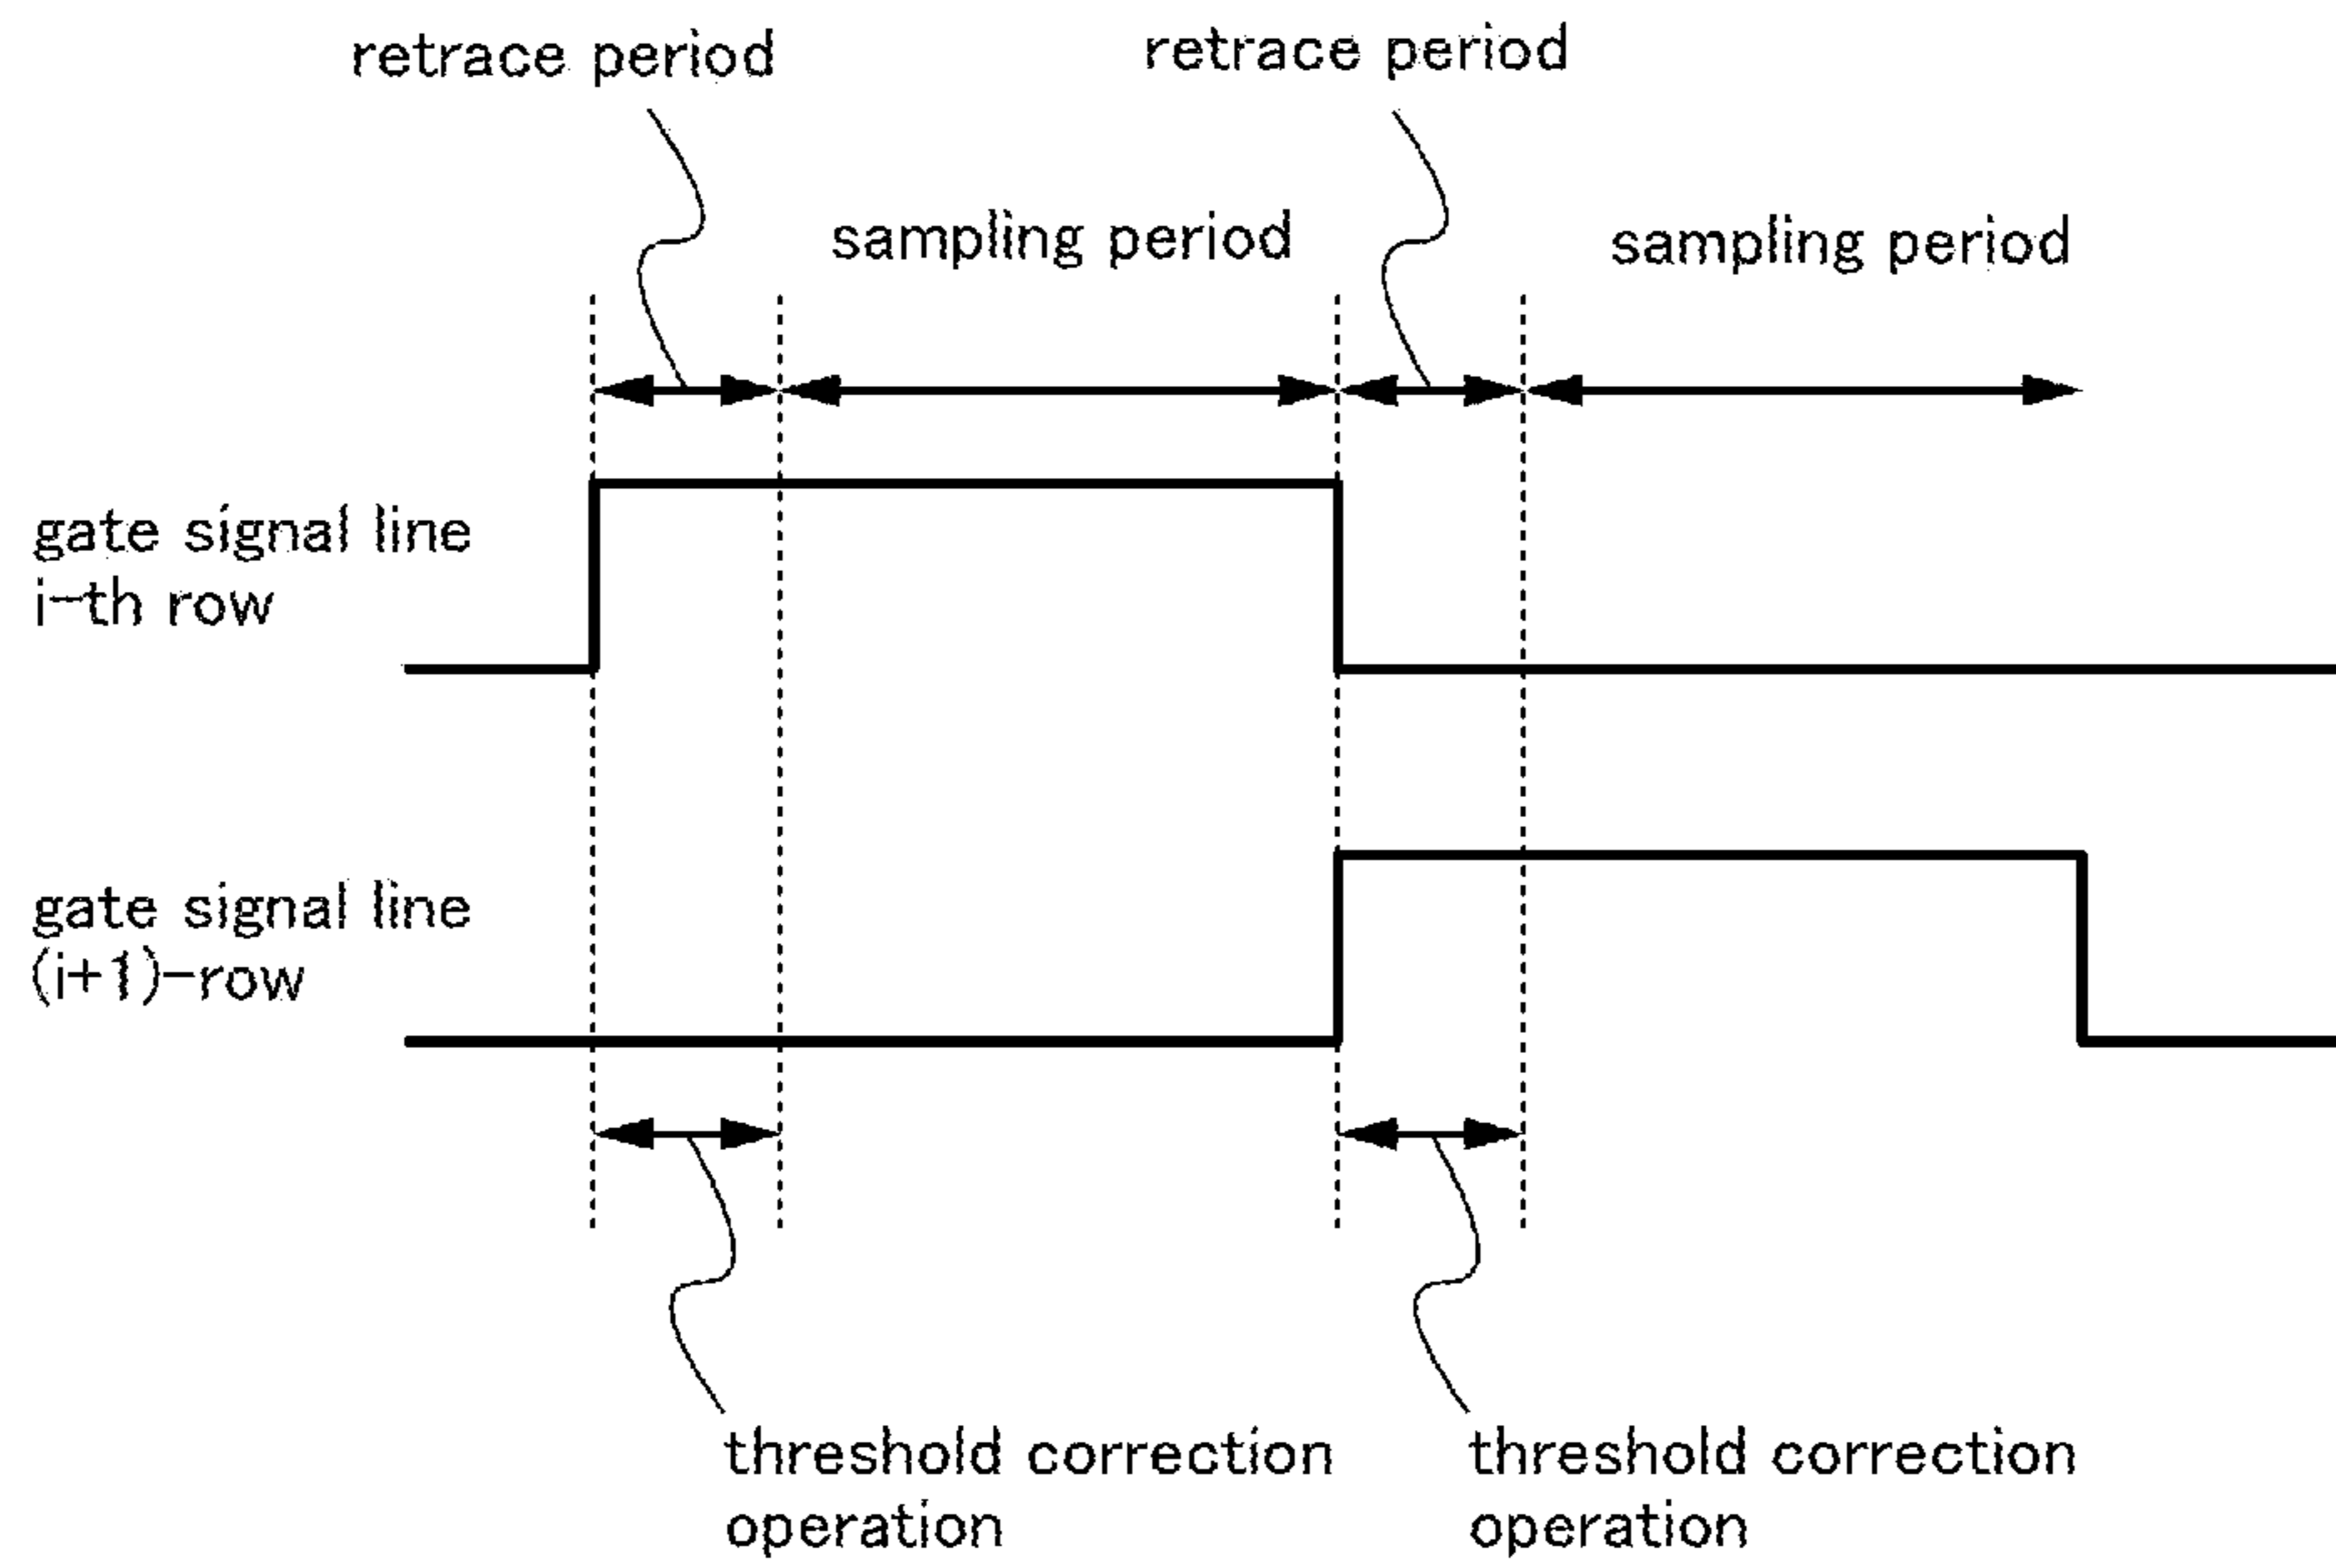 retrace period
retrace period
sampling period
sampling period
gate signal line
i-th row
gate signal line
(i+1)-row
threshold correction
operation
threshold correction
operation